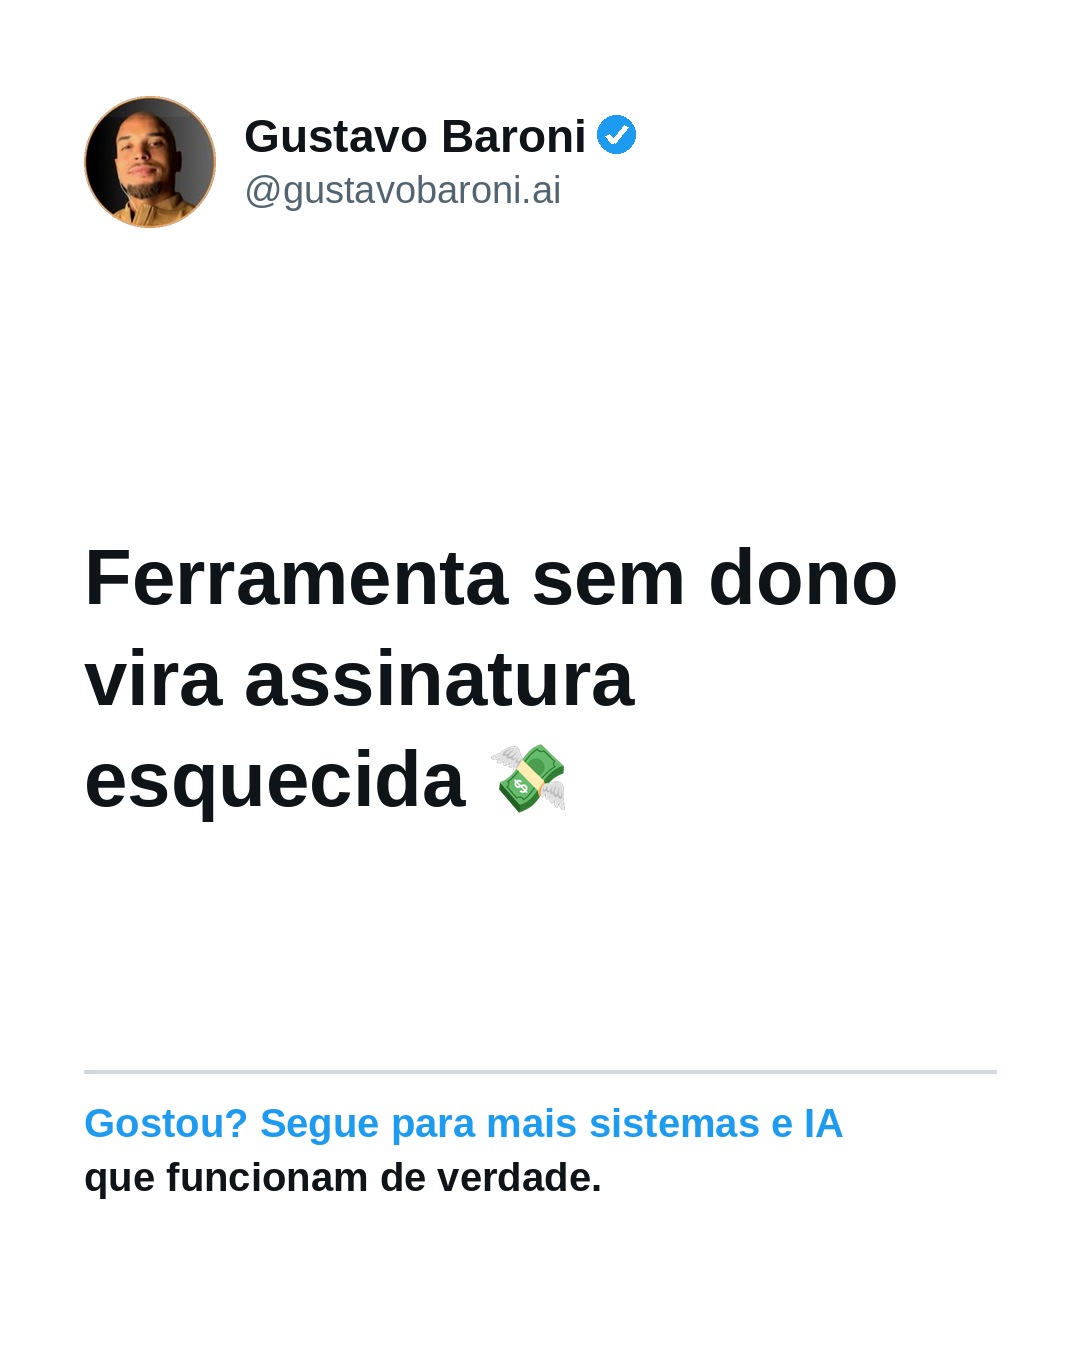 Gustavo Baroni
@gustavobaroni.ai
Ferramenta sem dono
vira assinatura
esquecida 💸
Gostou? Segue para mais sistemas e IA
que funcionam de verdade.